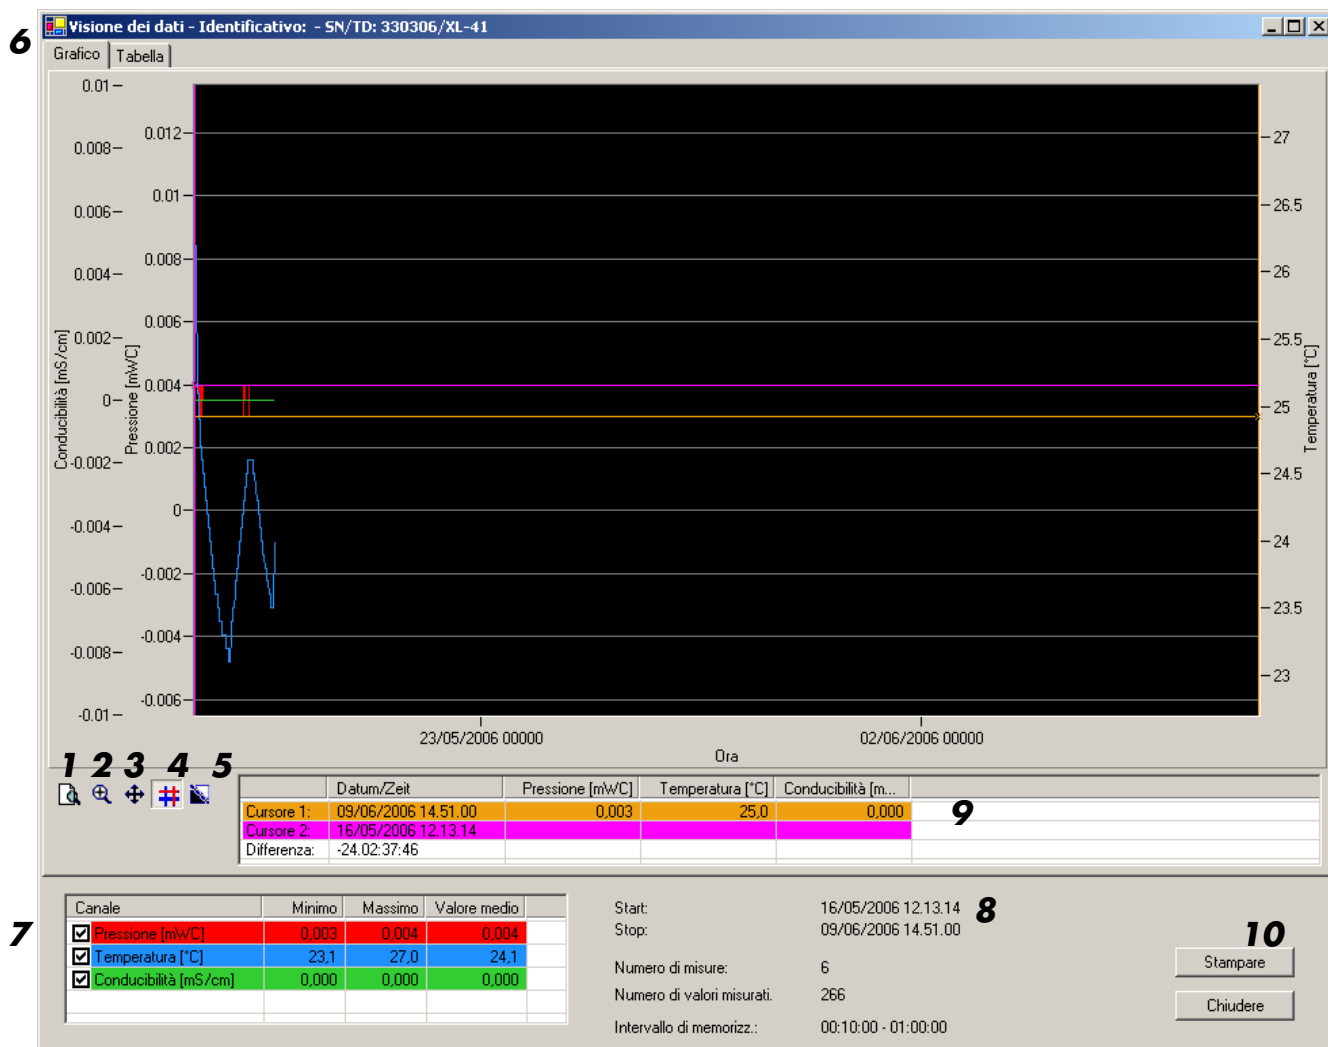 Visione dei dati - Identificativo:  - SN/TD: 330306/XL-41
6
Grafico Tabella
0.01
0.008
0.006
0.004
0.002
0
-0.002
-0.004
-0.006
-0.008
-0.01
Conducibilità [mS/cm]
0.012
0.01
0.008
0.006
0.004
0.002
0
-0.002
-0.004
-0.006
Pressione [mWC]
27
26.5
26
25.5
25
24.5
24
23.5
23
Temperatura [°C]
23/05/2006 00000 02/06/2006 00000
Ora
1 2 3 4 5
Datum/Zeit Pressione [mWC] Temperatura [°C] Conducibilità [m...
Cursore 1: 09/06/2006 14.51.00 0,003 25,0 0,000
9
Cursore 2: 16/05/2006 12.13.14
Differenza: -24.02:37:46
7
Canale Minimo Massimo Valore medio
Pressione [mWC] 0,003 0,004 0,004
Temperatura [°C] 23,1 27,0 24,1
Conducibilità [mS/cm] 0,000 0,000 0,000
Start: 16/05/2006 12.13.14
8
Stop: 09/06/2006 14.51.00
Numero di misure: 6
Numero di valori misurati. 266
Intervallo di memorizz.: 00:10:00 - 01:00:00
10
Stampare
Chiudere